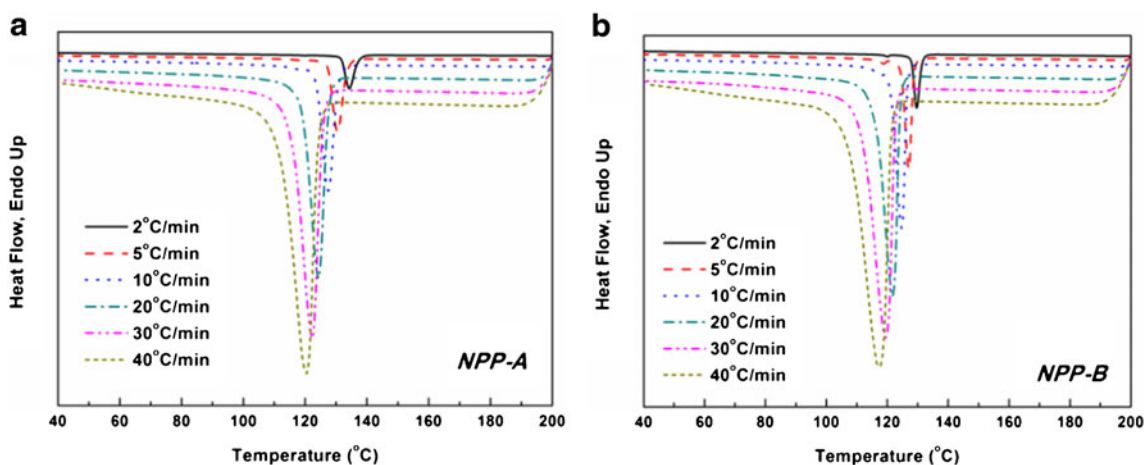 a
Heat Flow, Endo Up
2°C/min
5°C/min
10°C/min
20°C/min
30°C/min
40°C/min
NPP-A
40 60 80 100 120 140 160 180 200
Temperature (°C)
b
Heat Flow, Endo Up
2°C/min
5°C/min
10°C/min
20°C/min
30°C/min
40°C/min
NPP-B
40 60 80 100 120 140 160 180 200
Temperature (°C)